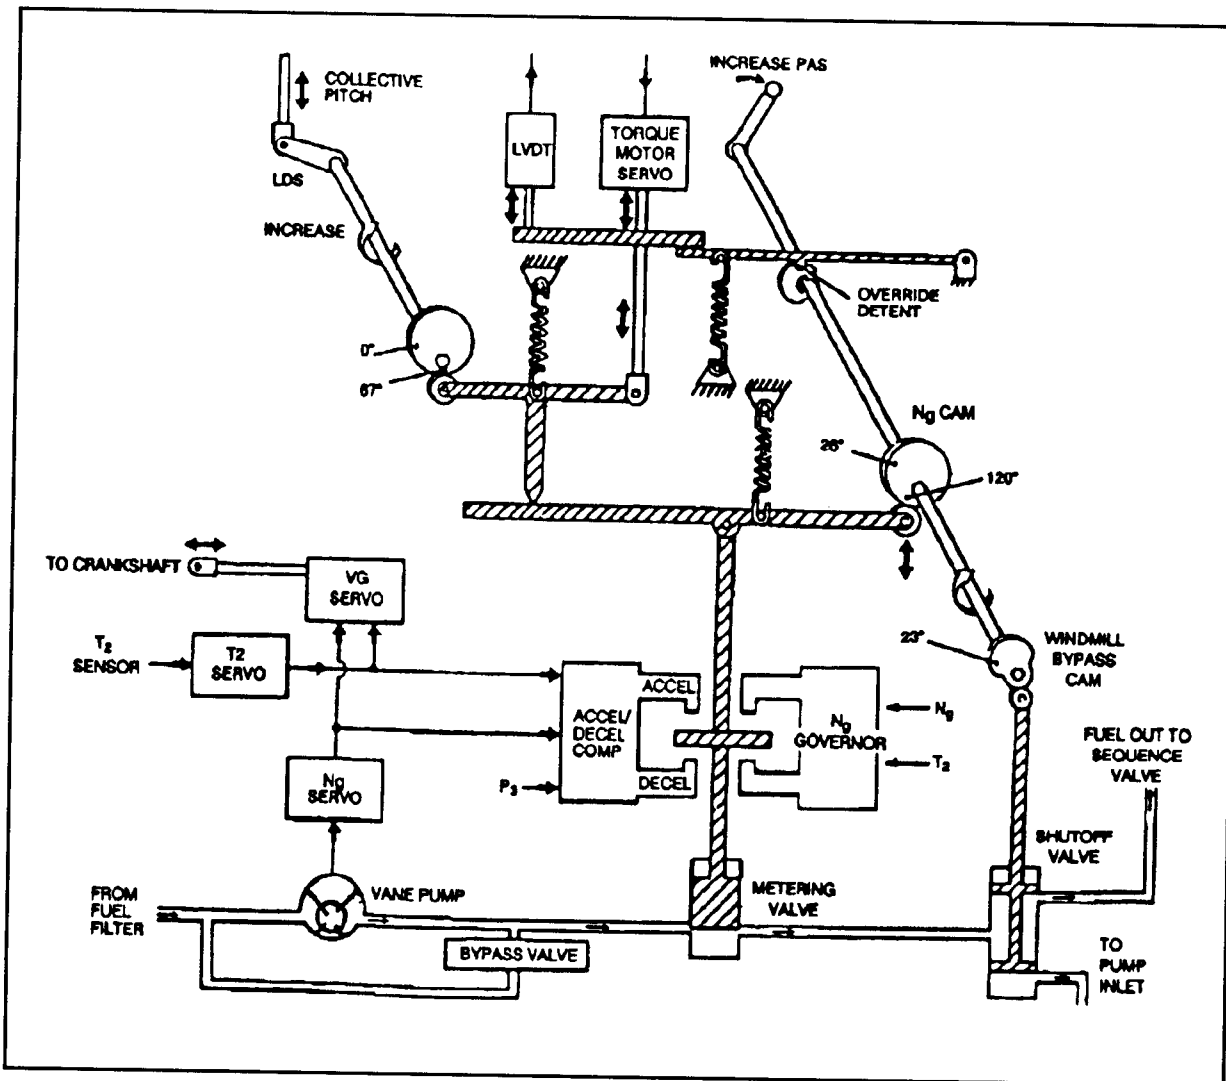 COLLECTIVE
PITCH
LDS
INCREASE
0°
67°
LVDT
TORQUE
MOTOR
SERVO
INCREASE PAS
OVERRIDE
DETENT
Ng CAM
26°
120°
TO CRANKSHAFT
VG
SERVO
T2
SENSOR
T2
SERVO
Ng
SERVO
ACCEL/
DECEL
COMP
ACCEL
DECEL
P3
Ng
GOVERNOR
Ng
T2
23°
WINDMILL
BYPASS
CAM
FUEL OUT TO
SEQUENCE
VALVE
SHUTOFF
VALVE
FROM
FUEL
FILTER
VANE PUMP
BYPASS VALVE
METERING
VALVE
TO
PUMP
INLET